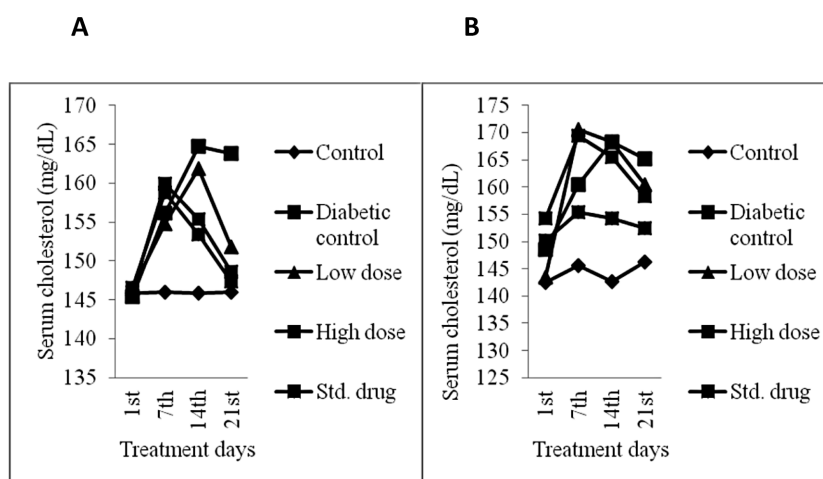 A
B
Serum cholesterol (mg/dL)
170
165
160
155
150
145
140
135
1st
7th
14th
21st
Treatment days
Control
Diabetic
control
Low dose
High dose
Std. drug
Serum cholesterol (mg/dL)
175
170
165
160
155
150
145
140
135
130
125
1st
7th
14th
21st
Treatment days
Control
Diabetic
control
Low dose
High dose
Std. drug